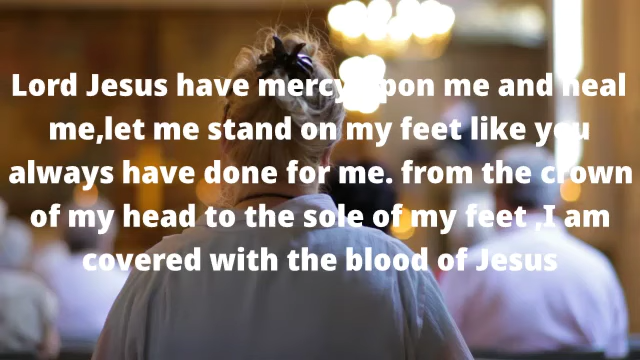 Lord Jesus have mercy upon me and heal
me,let me stand on my feet like you
always have done for me. from the crown
of my head to the sole of my feet ,I am
covered with the blood of Jesus